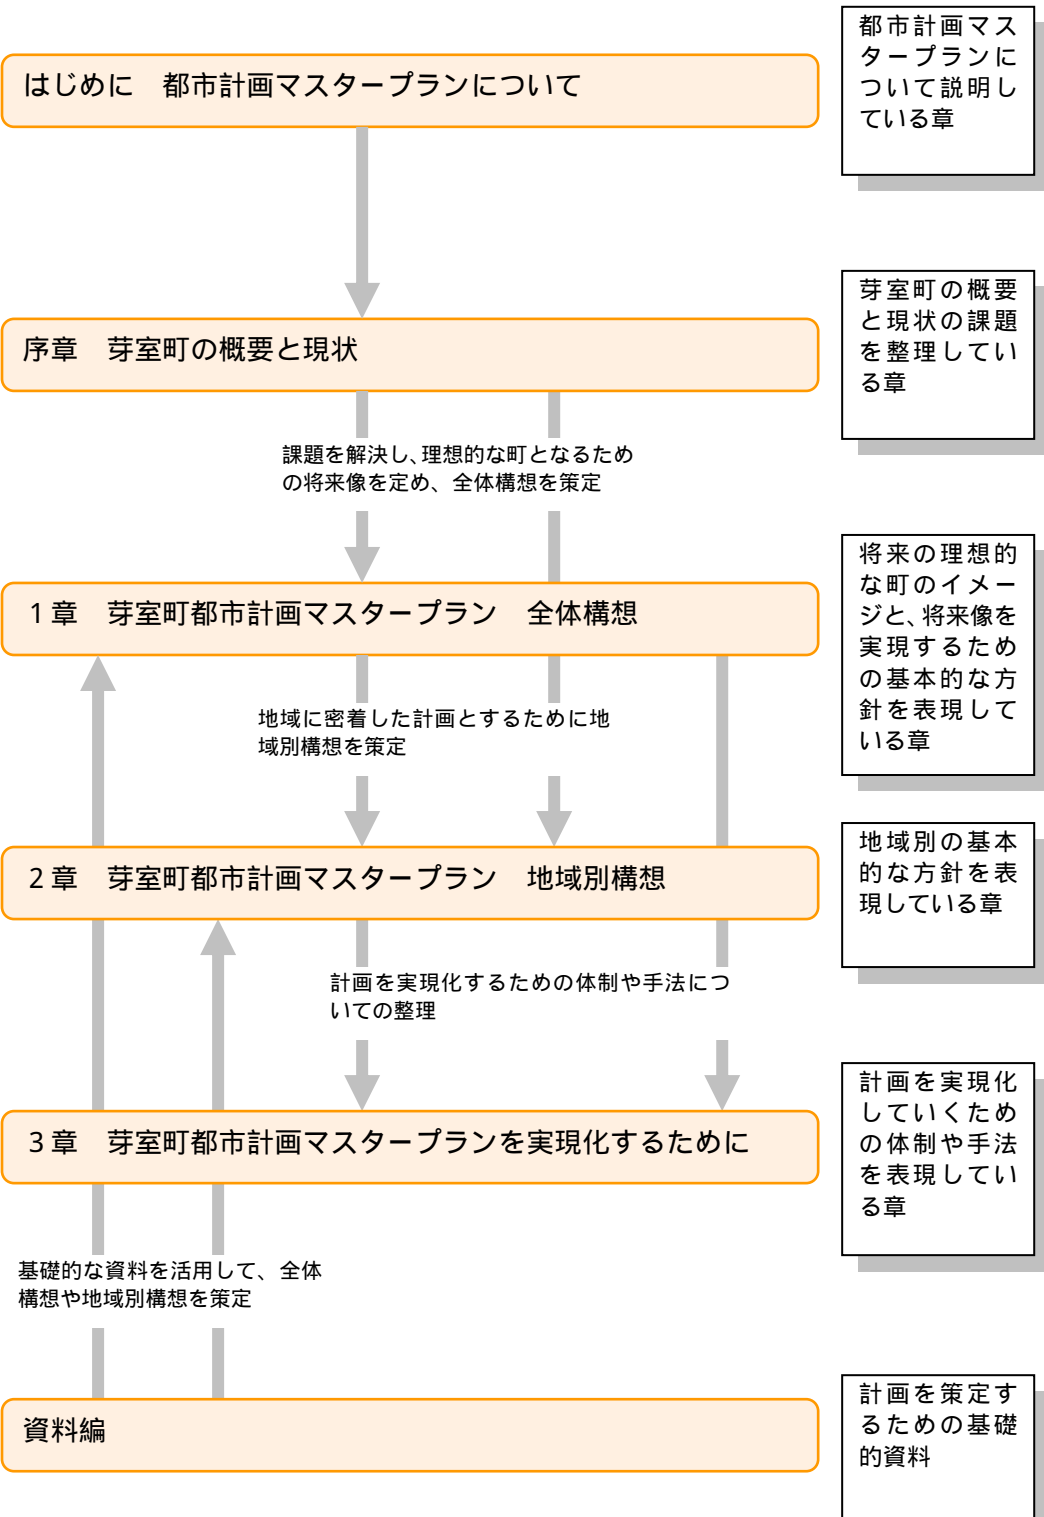 はじめに　都市計画マスタープランについて
都市計画マス
タープランに
ついて説明し
ている章
序章　芽室町の概要と現状
芽室町の概要
と現状の課題
を整理してい
る章
課題を解決し、理想的な町となるため
の将来像を定め、全体構想を策定
1章　芽室町都市計画マスタープラン　全体構想
将来の理想的
な町のイメー
ジと、将来像を
実現するため
の基本的な方
針を表現して
いる章
地域に密着した計画とするために地
域別構想を策定
2章　芽室町都市計画マスタープラン　地域別構想
地域別の基本
的な方針を表
現している章
計画を実現化するための体制や手法につ
いての整理
3章　芽室町都市計画マスタープランを実現化するために
計画を実現化
していくため
の体制や手法
を表現してい
る章
基礎的な資料を活用して、全体
構想や地域別構想を策定
資料編
計画を策定す
るための基礎
的資料